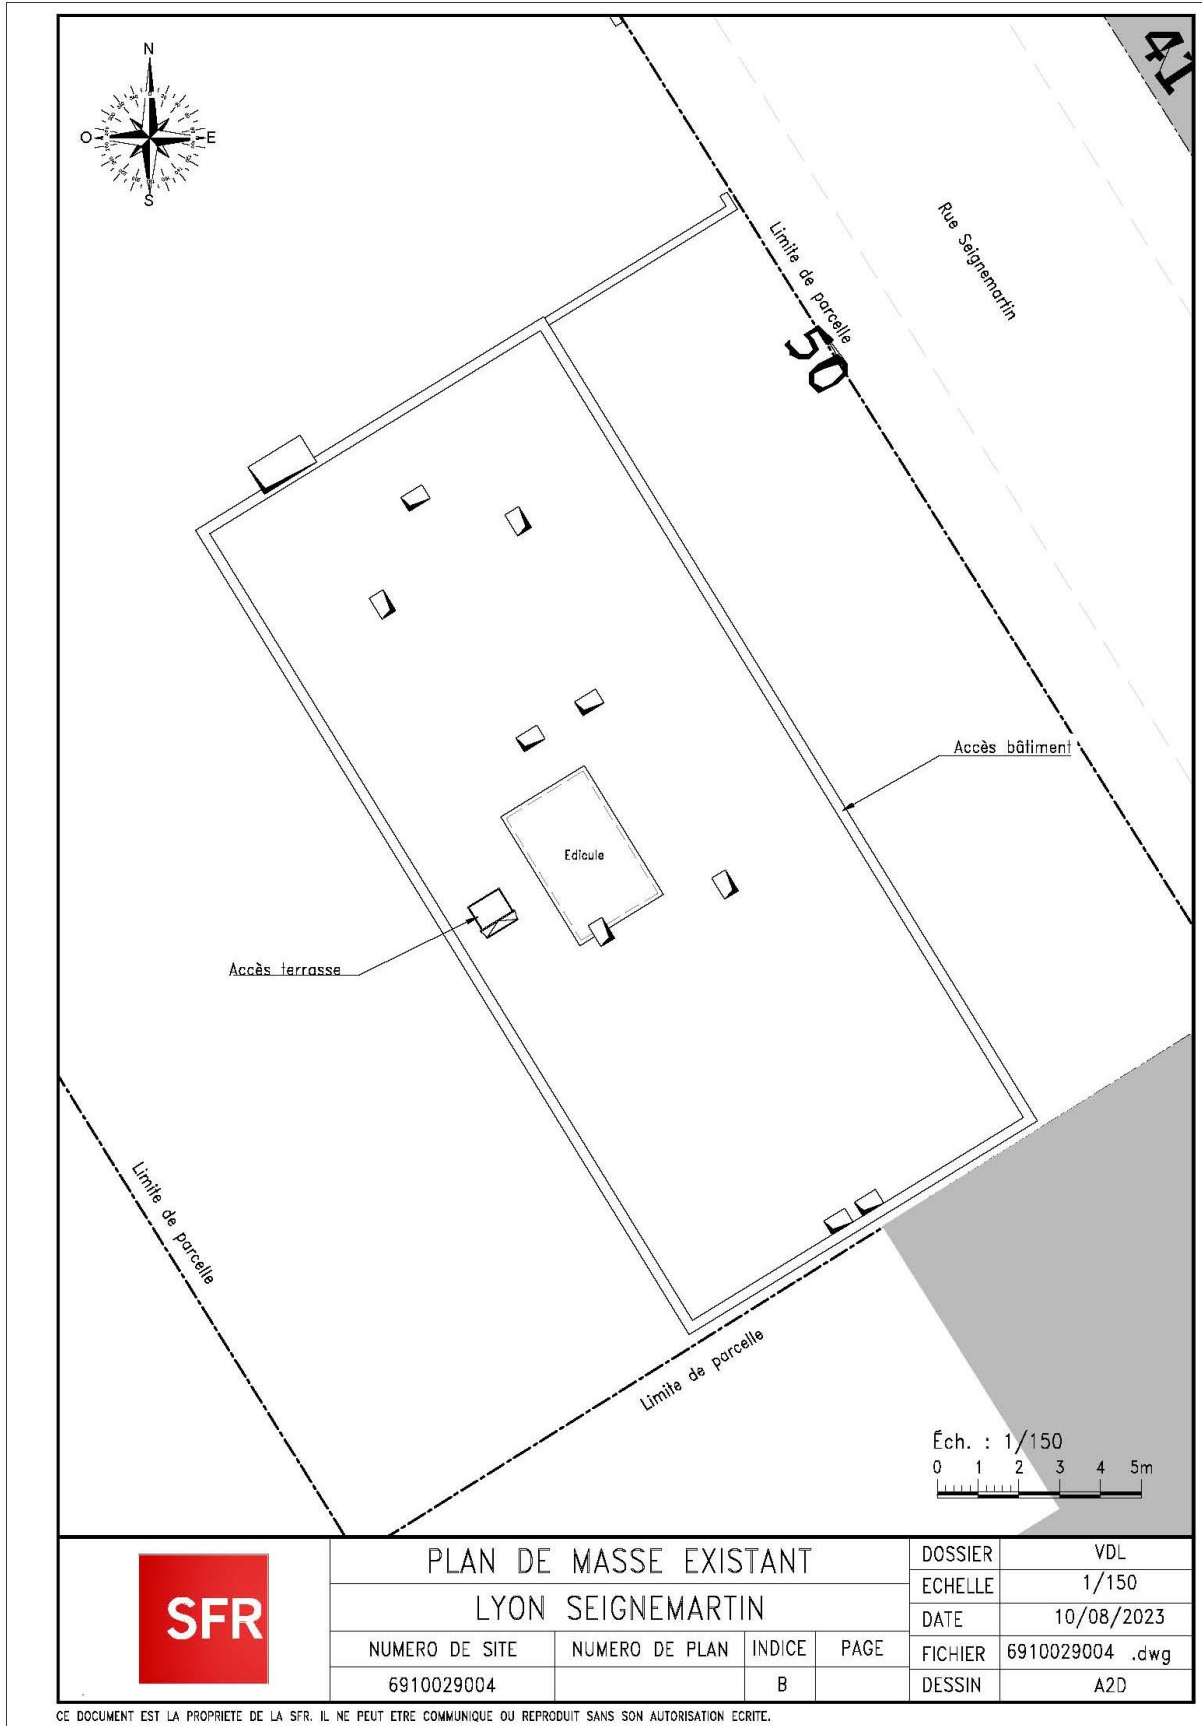 N
O E
S
41
Rue Seignemartin
Limite de parcelle
50
Accès bâtiment
Edicule
Accès terrasse
Limite de parcelle
Limite de parcelle
Éch. : 1/150
0 1 2 3 4 5m
SFR
PLAN DE MASSE EXISTANT
LYON SEIGNEMARTIN
NUMERO DE SITE NUMERO DE PLAN INDICE PAGE
6910029004 B
DOSSIER VDL
ECHELLE 1/150
DATE 10/08/2023
FICHIER 6910029004 .dwg
DESSIN A2D
CE DOCUMENT EST LA PROPRIETE DE LA SFR. IL NE PEUT ETRE COMMUNIQUE OU REPRODUIT SANS SON AUTORISATION ECRITE.